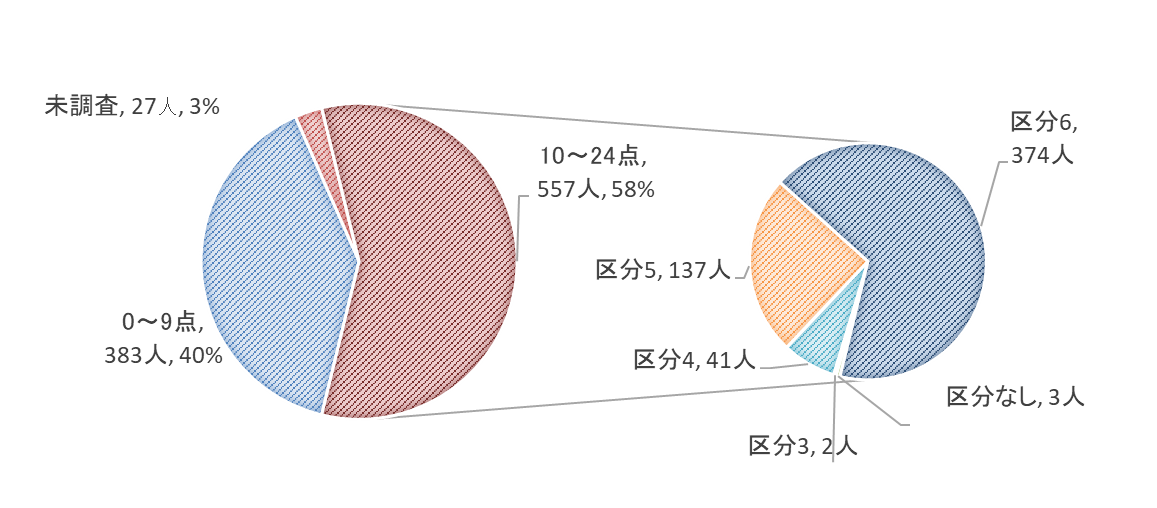 未調査, 27人, 3%
10～24点,
557人, 58%
0～9点,
383人, 40%
区分6,
374人
区分5, 137人
区分4, 41人
区分なし, 3人
区分3, 2人